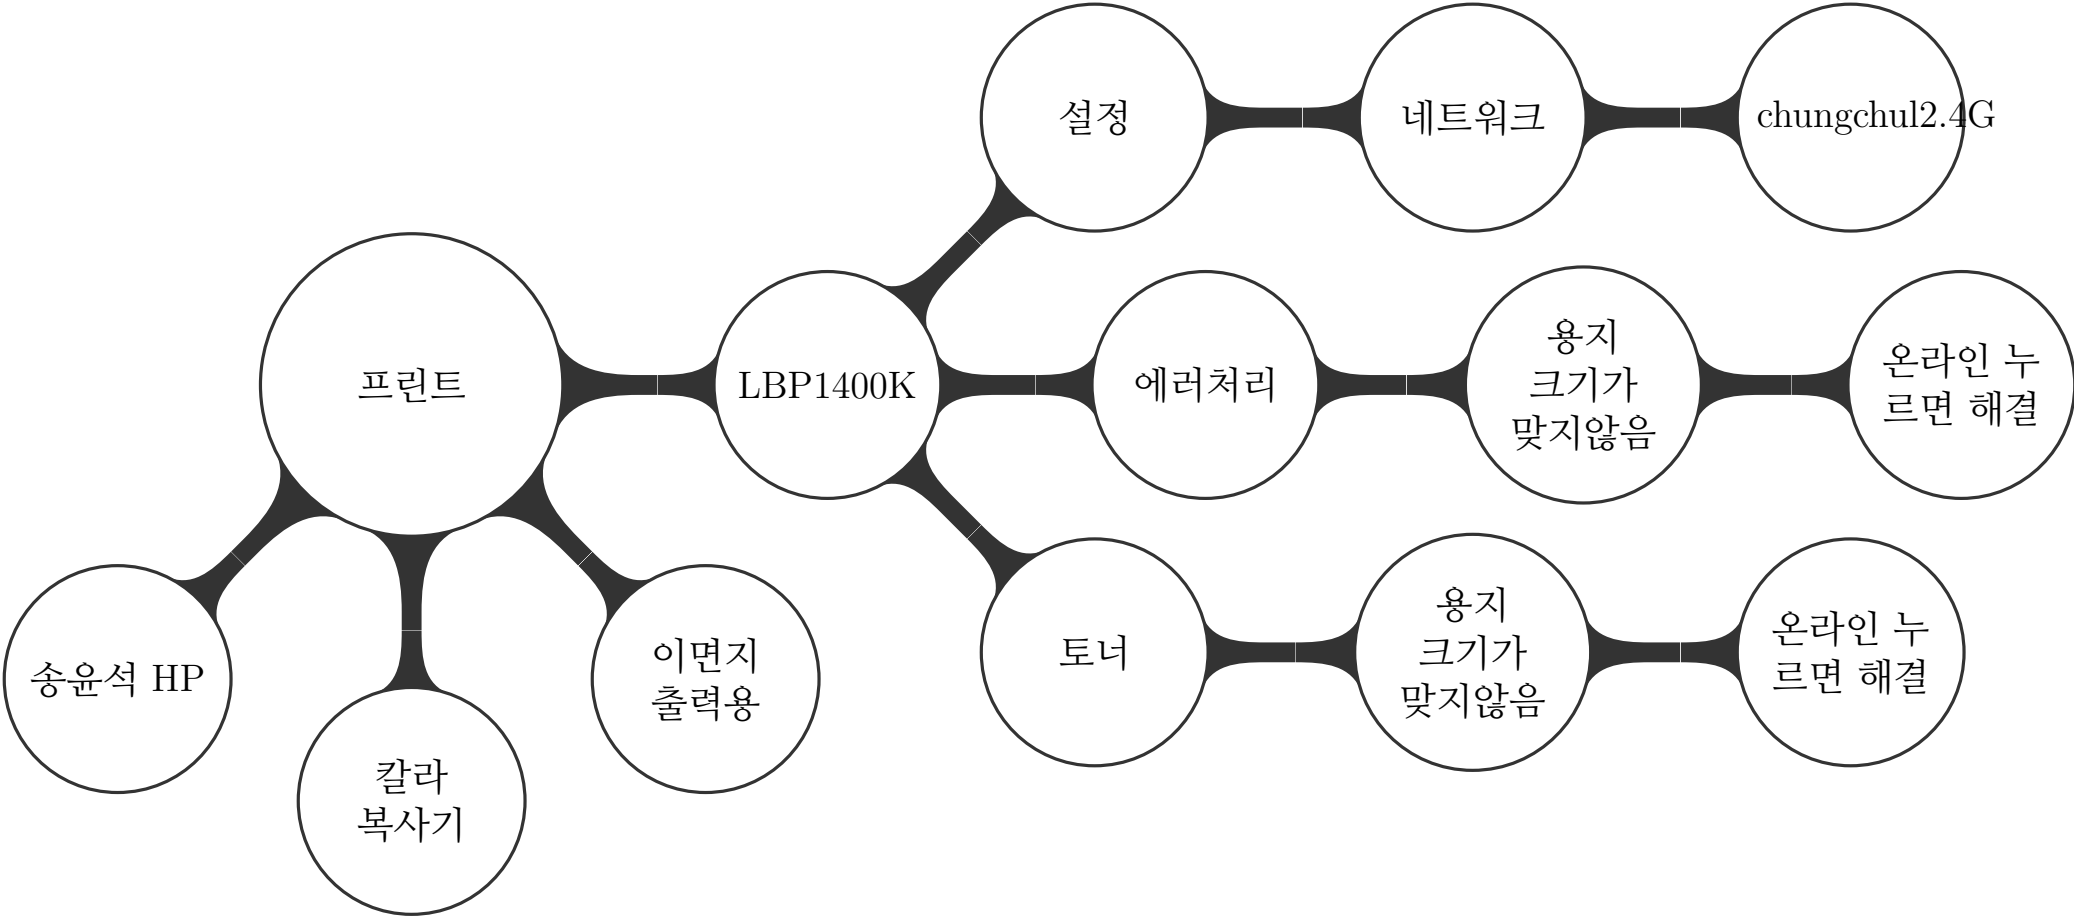 설정
네트워크
chungchul2.4G
프린트
LBP1400K
에러처리
용지
크기가
맞지않음
온라인 누
르면 해결
토너
용지
크기가
맞지않음
온라인 누
르면 해결
송윤석 HP
칼라
복사기
이면지
출력용